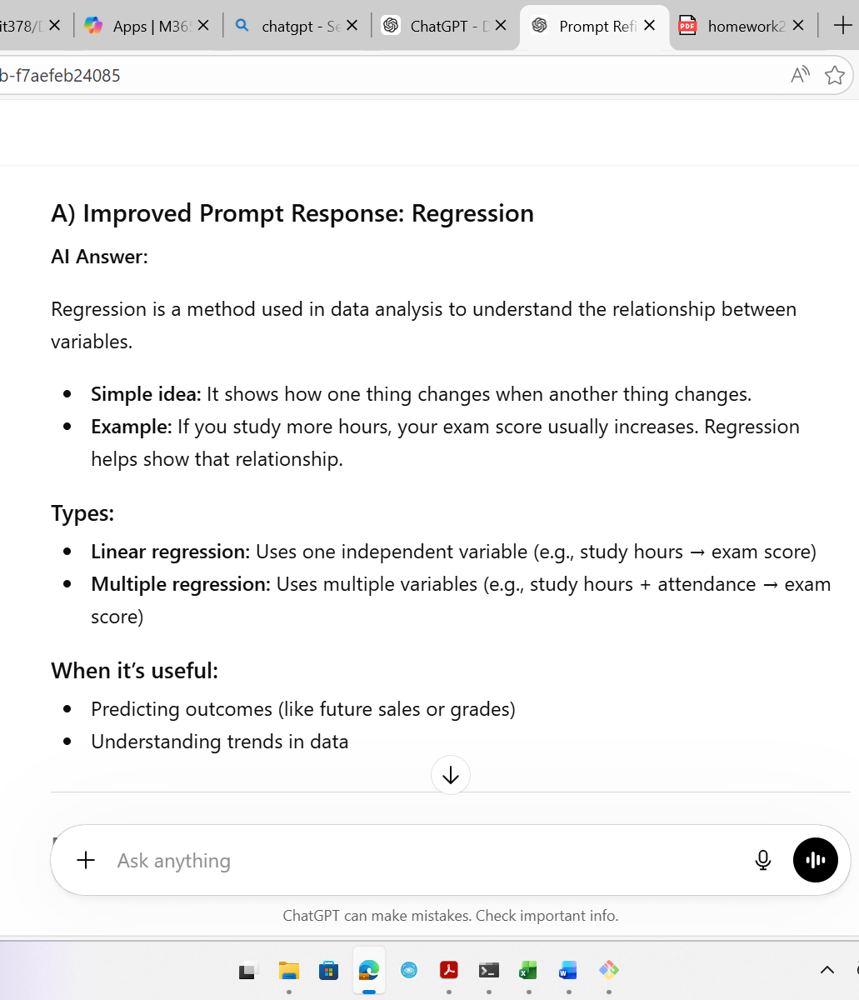 it378/
Apps | M365
chatgpt - Se
ChatGPT -
Prompt Refi
PDF
homework2
b-f7aefeb24085
A) Improved Prompt Response: Regression
AI Answer:
Regression is a method used in data analysis to understand the relationship between
variables.
• Simple idea: It shows how one thing changes when another thing changes.
• Example: If you study more hours, your exam score usually increases. Regression
helps show that relationship.
Types:
• Linear regression: Uses one independent variable (e.g., study hours → exam score)
• Multiple regression: Uses multiple variables (e.g., study hours + attendance → exam
score)
When it’s useful:
• Predicting outcomes (like future sales or grades)
• Understanding trends in data
Ask anything
ChatGPT can make mistakes. Check important info.